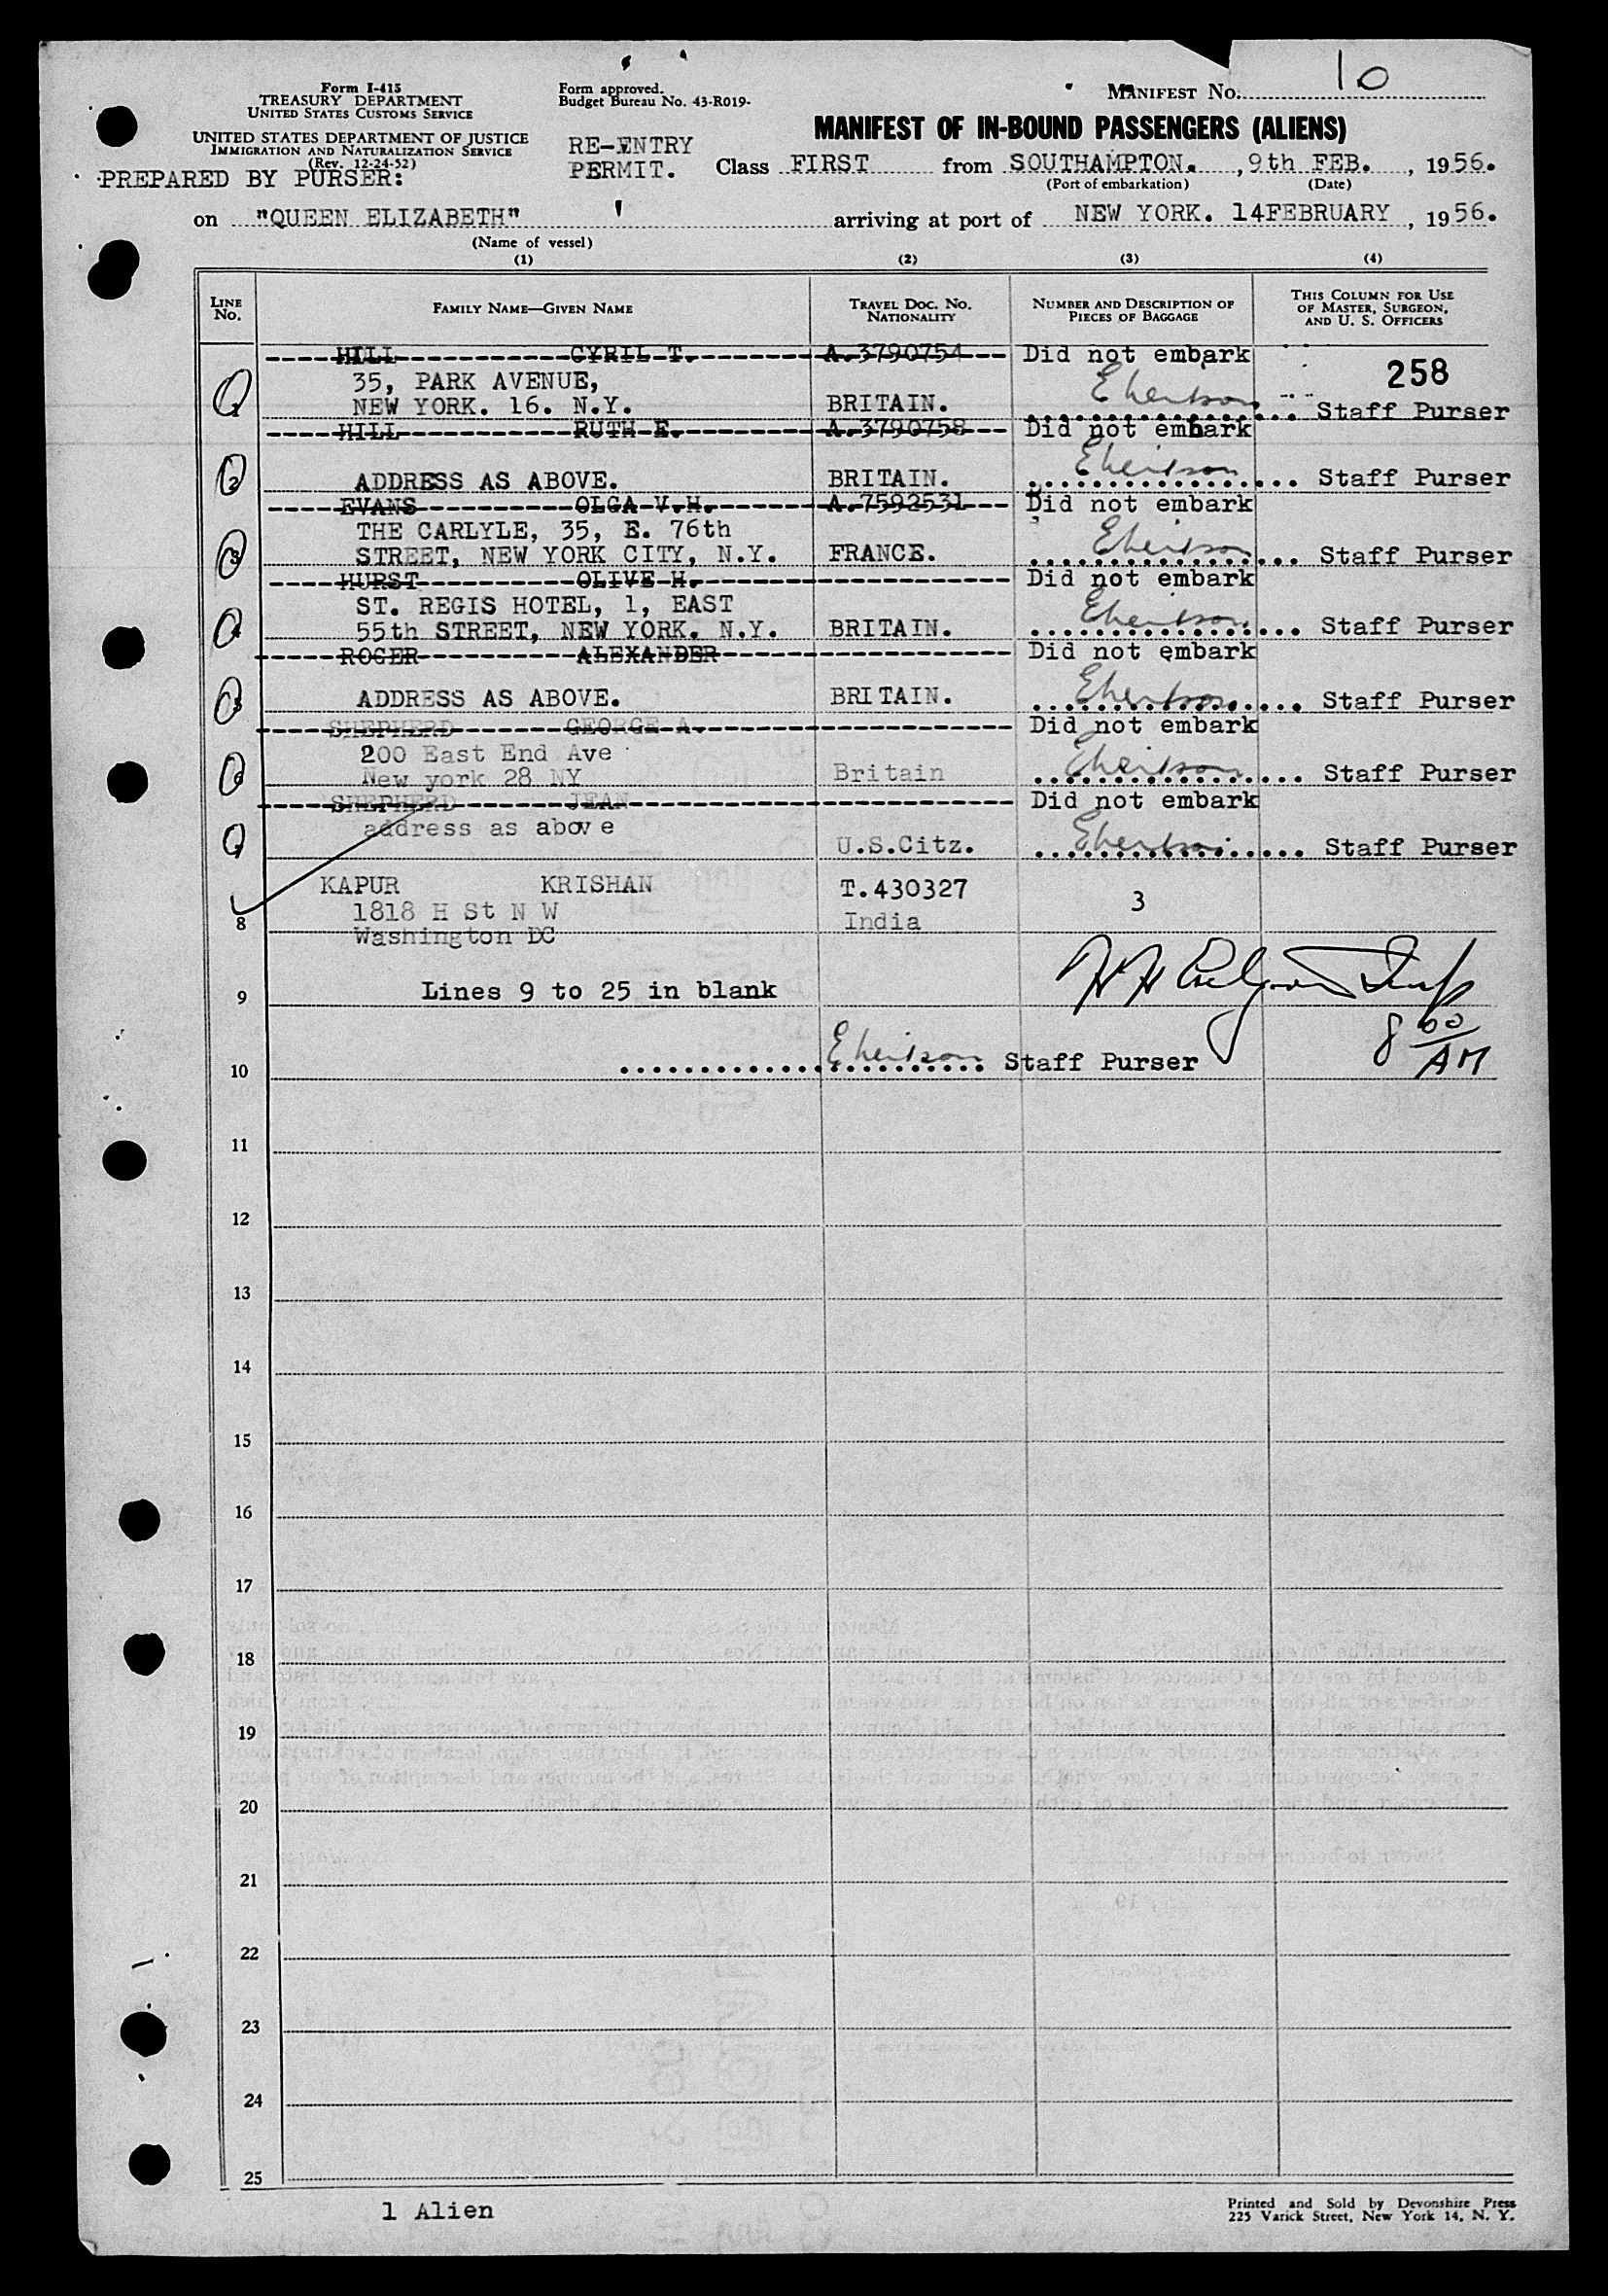 Form I-415
TREASURY DEPARTMENT
UNITED STATES CUSTOMS SERVICE
UNITED STATES DEPARTMENT OF JUSTICE
IMMIGRATION AND NATURALIZATION SERVICE
(Rev. 12-24-52)
PREPARED BY PURSER:
Form approved.
Budget Bureau No. 43-R019-
RE-ENTRY
PERMIT.
MANIFEST NO. 10
MANIFEST OF IN-BOUND PASSENGERS (ALIENS)
Class FIRST from SOUTHAMPTON. , 9th FEB. , 1956.
(Port of embarkation) (Date)
on "QUEEN ELIZABETH" arriving at port of NEW YORK. 14FEBRUARY , 1956.
(Name of vessel)
(1) (2) (3) (4)
LINE NO. FAMILY NAME—GIVEN NAME TRAVEL DOC. NO. NATIONALITY NUMBER AND DESCRIPTION OF PIECES OF BAGGAGE THIS COLUMN FOR USE OF MASTER, SURGEON, AND U. S. OFFICERS
HILL CYRIL T. A.3790754 Did not embark
35, PARK AVENUE, 258
1 NEW YORK. 16. N.Y. BRITAIN. Staff Purser
HILL RUTH E. A.3790758 Did not embark
2 ADDRESS AS ABOVE. BRITAIN. Staff Purser
EVANS OLGA V.H. A.7592531 Did not embark
THE CARLYLE, 35, E. 76th
3 STREET, NEW YORK CITY, N.Y. FRANCE. Staff Purser
HURST OLIVE H. Did not embark
ST. REGIS HOTEL, 1, EAST
4 55th STREET, NEW YORK. N.Y. BRITAIN. Staff Purser
ROGER ALEXANDER Did not embark
5 ADDRESS AS ABOVE. BRITAIN. Staff Purser
SHEPHERD GEORGE A. Did not embark
200 East End Ave
6 New york 28 NY Britain Staff Purser
SHEPHERD JEAN Did not embark
address as above
7 U.S.Citz. Staff Purser
KAPUR KRISHAN T.430327 3
8 1818 H St N W India
Washington DC
9 Lines 9 to 25 in blank
8 00/AM
10 Staff Purser
11
12
13
14
15
16
17
18
19
20
21
22
23
24
25
1 Alien
Printed and Sold by Devonshire Press
225 Varick Street, New York 14, N. Y.